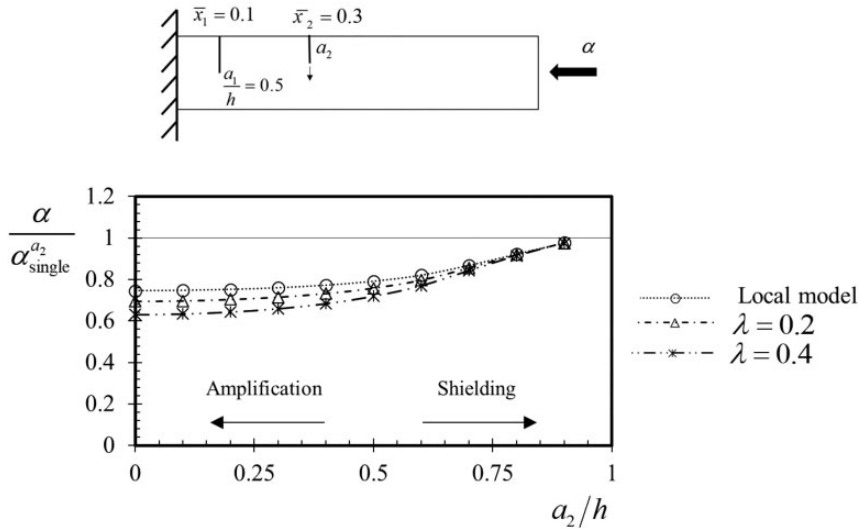 x̄₁ = 0.1
x̄₂ = 0.3
a₂
α
a₁/h = 0.5
1.2
1
0.8
0.6
0.4
0.2
0
α/α_single^a₂
Amplification
Shielding
Local model
λ = 0.2
λ = 0.4
0
0.25
0.5
0.75
1
a₂/h